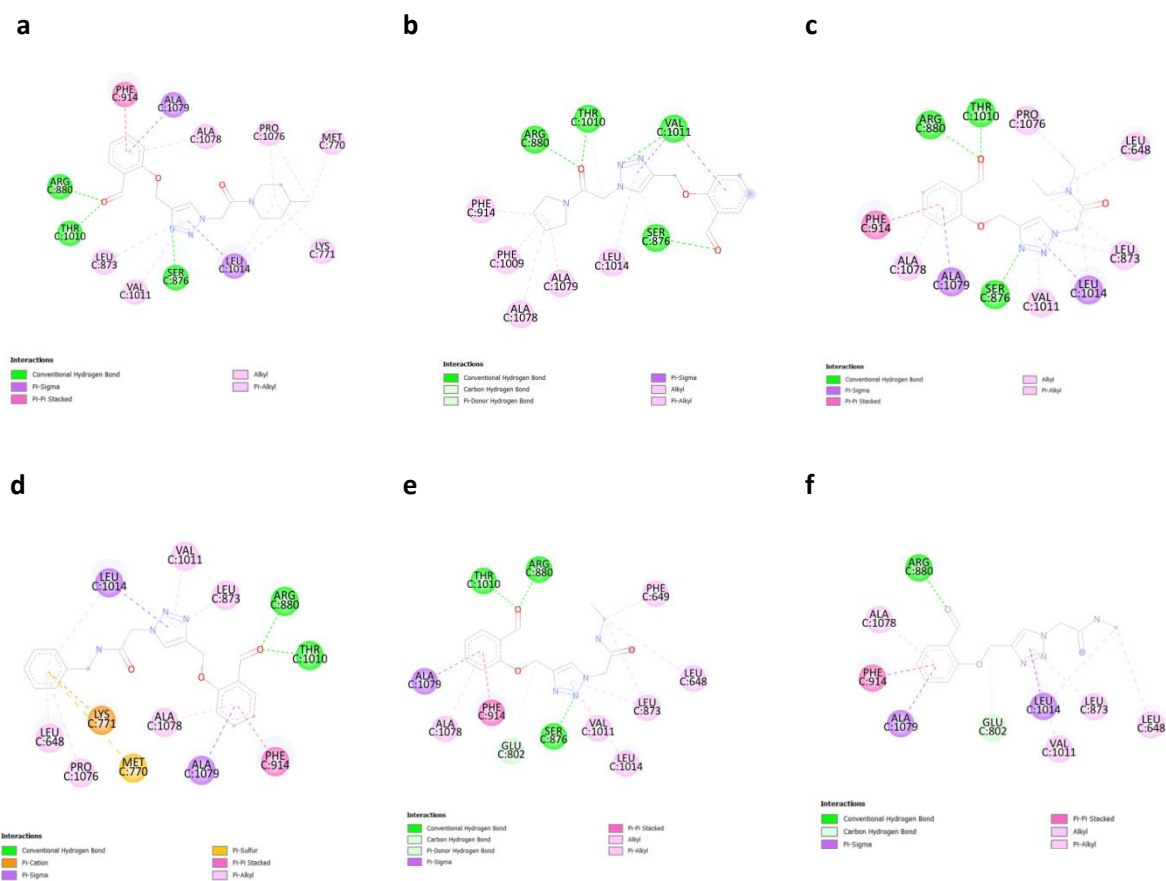 a
PHE
C:914
ALA
C:1079
ALA
C:1078
PRO
C:1076
MET
C:770
ARG
C:880
O
O
N
O
THR
C:1010
N
N
N
LEU
C:873
VAL
C:1011
SER
C:876
LEU
C:1014
LYS
C:771
Interactions
Conventional Hydrogen Bond
Pi-Sigma
Pi-Pi Stacked
Alkyl
Pi-Alkyl
b
THR
C:1010
VAL
C:1011
ARG
C:880
O
N
N
N
N
O
O
PHE
C:914
PHE
C:1009
ALA
C:1079
LEU
C:1014
SER
C:876
ALA
C:1078
Interactions
Conventional Hydrogen Bond
Carbon Hydrogen Bond
Pi-Donor Hydrogen Bond
Pi-Sigma
Alkyl
Pi-Alkyl
c
ARG
C:880
THR
C:1010
PRO
C:1076
LEU
C:648
O
N
O
O
N
N
N
PHE
C:914
ALA
C:1078
ALA
C:1079
SER
C:876
VAL
C:1011
LEU
C:1014
LEU
C:873
Interactions
Conventional Hydrogen Bond
Pi-Sigma
Pi-Pi Stacked
Alkyl
Pi-Alkyl
d
VAL
C:1011
LEU
C:1014
LEU
C:873
ARG
C:880
N
N
N
N
O
O
O
THR
C:1010
LYS
C:771
ALA
C:1078
LEU
C:648
PRO
C:1076
MET
C:770
ALA
C:1079
PHE
C:914
Interactions
Conventional Hydrogen Bond
Pi-Cation
Pi-Sigma
Pi-Sulfur
Pi-Pi Stacked
Pi-Alkyl
e
THR
C:1010
ARG
C:880
PHE
C:649
O
N
O
O
N
N
N
ALA
C:1079
LEU
C:648
ALA
C:1078
PHE
C:914
GLU
C:802
SER
C:876
VAL
C:1011
LEU
C:873
LEU
C:1014
Interactions
Conventional Hydrogen Bond
Carbon Hydrogen Bond
Pi-Donor Hydrogen Bond
Pi-Sigma
Pi-Pi Stacked
Alkyl
Pi-Alkyl
f
ARG
C:880
ALA
C:1078
O
N
N
O
N
N
PHE
C:914
ALA
C:1079
GLU
C:802
LEU
C:1014
LEU
C:873
VAL
C:1011
LEU
C:648
Interactions
Conventional Hydrogen Bond
Carbon Hydrogen Bond
Pi-Sigma
Pi-Pi Stacked
Alkyl
Pi-Alkyl